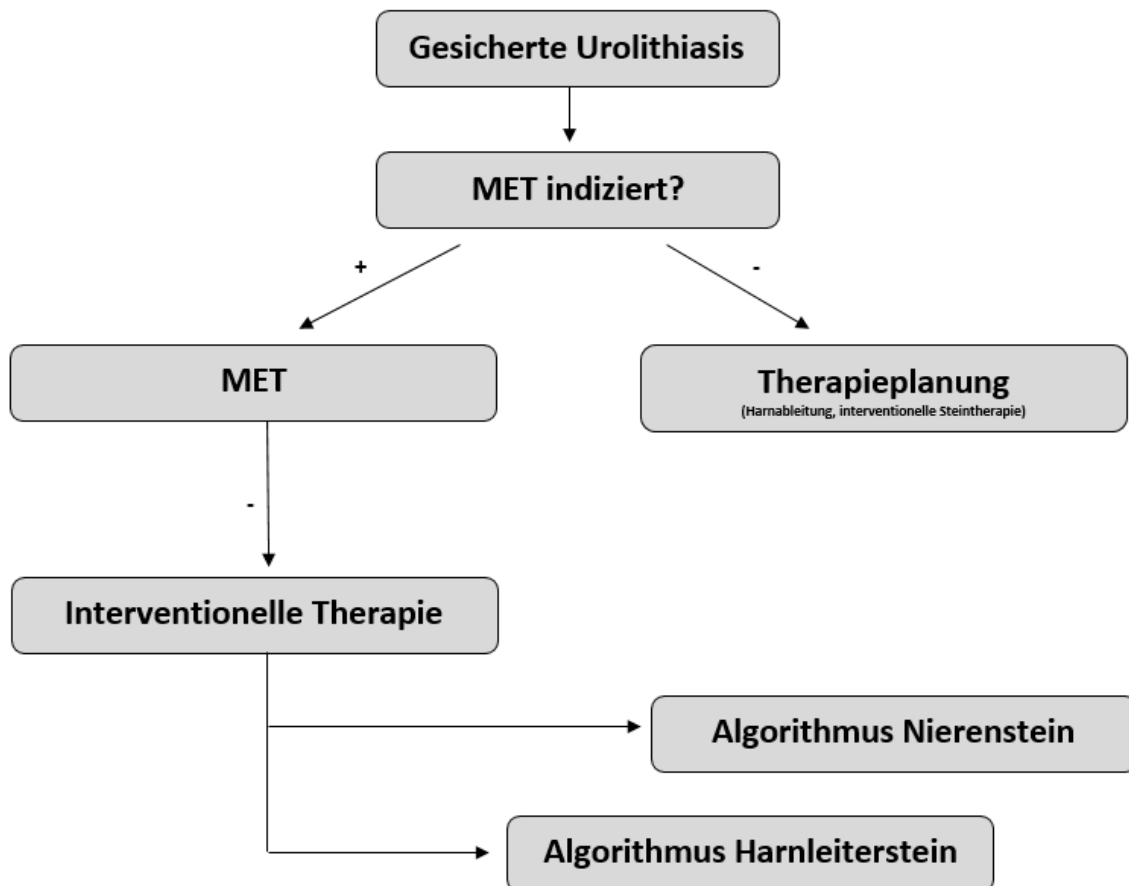 Gesicherte Urolithiasis
MET indiziert?
+
-
MET
Therapieplanung
(Harnableitung, interventionelle Steintherapie)
-
Interventionelle Therapie
Algorithmus Nierenstein
Algorithmus Harnleiterstein